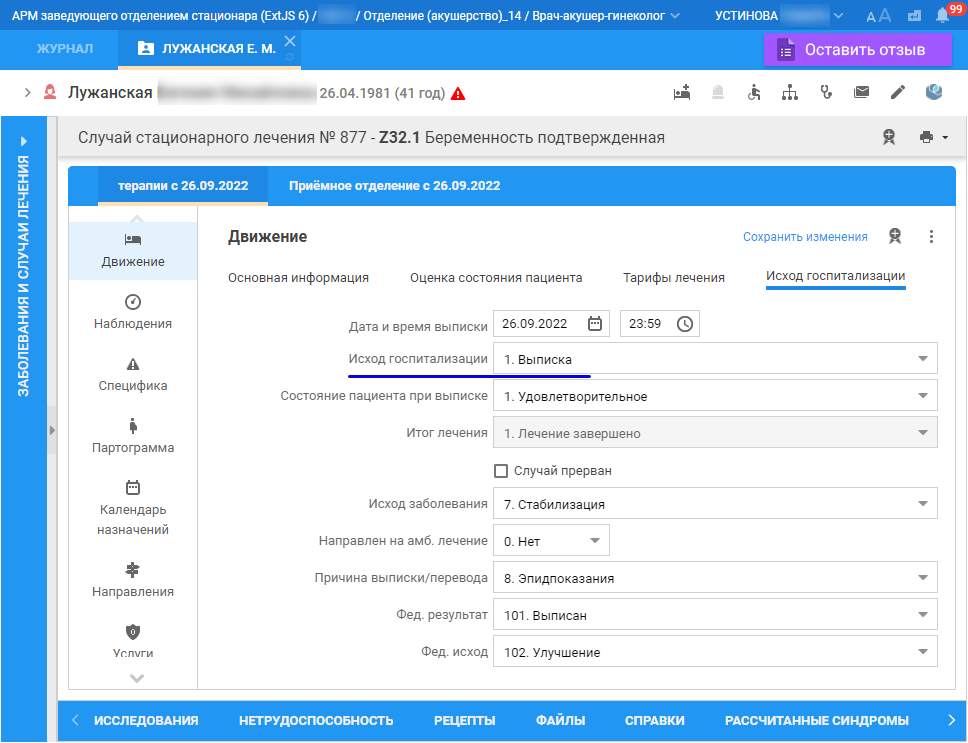 АРМ заведующего отделением стационара (ExtJS 6) / / Отделение (акушерство)_14 / Врач-акушер-гинеколог УСТИНОВА АА 99
ЖУРНАЛ ЛУЖАНСКАЯ Е. М. Оставить отзыв
Лужанская 26.04.1981 (41 год)
ЗАБОЛЕВАНИЯ И СЛУЧАИ ЛЕЧЕНИЯ
Случай стационарного лечения № 877 - Z32.1 Беременность подтвержденная
терапии с 26.09.2022 Приёмное отделение с 26.09.2022
Движение
Наблюдения
Специфика
Партограмма
Календарь
назначений
Направления
Услуги
Движение Сохранить изменения
Основная информация Оценка состояния пациента Тарифы лечения Исход госпитализации
Дата и время выписки 26.09.2022 23:59
Исход госпитализации 1. Выписка
Состояние пациента при выписке 1. Удовлетворительное
Итог лечения 1. Лечение завершено
Случай прерван
Исход заболевания 7. Стабилизация
Направлен на амб. лечение 0. Нет
Причина выписки/перевода 8. Эпидпоказания
Фед. результат 101. Выписан
Фед. исход 102. Улучшение
ИССЛЕДОВАНИЯ НЕТРУДОСПОСОБНОСТЬ РЕЦЕПТЫ ФАЙЛЫ СПРАВКИ РАССЧИТАННЫЕ СИНДРОМЫ